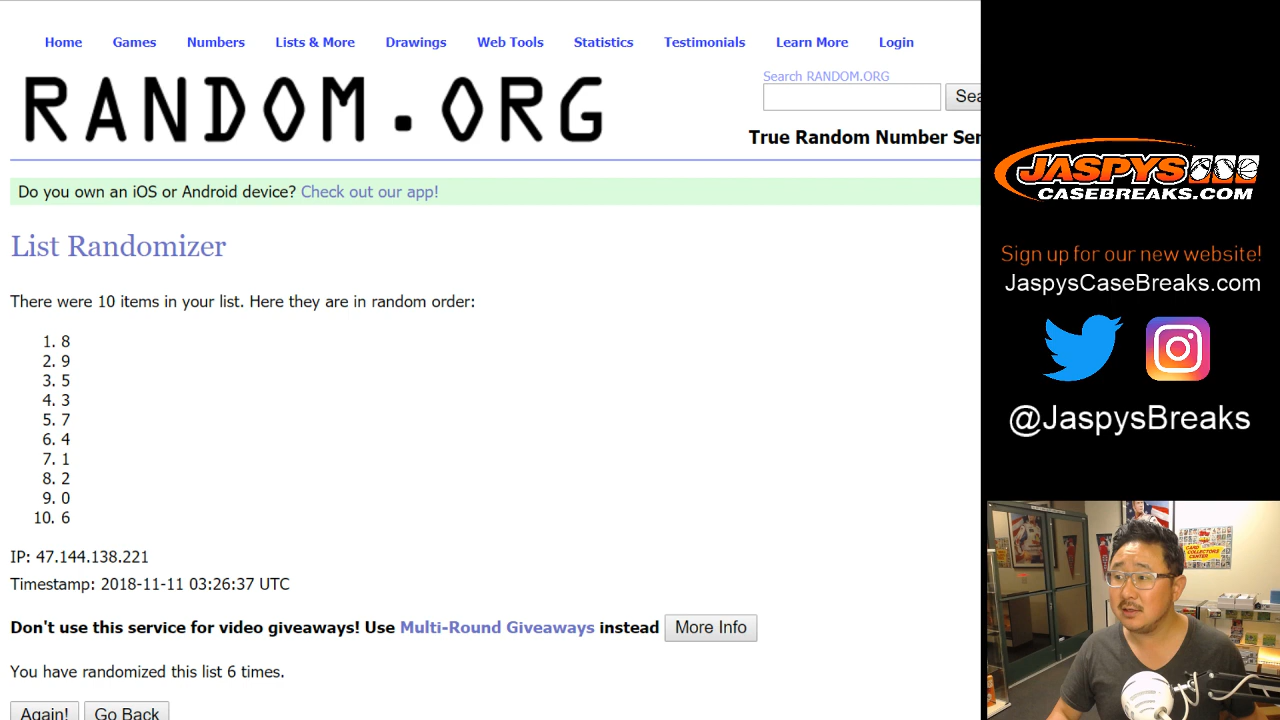 Home Games Numbers Lists & More Drawings Web Tools Statistics Testimonials Learn More Login
RANDOM.ORG
Search RANDOM.ORG
Sea
True Random Number Ser
Do you own an iOS or Android device? Check out our app!
List Randomizer
There were 10 items in your list. Here they are in random order:
1. 8
2. 9
3. 5
4. 3
5. 7
6. 4
7. 1
8. 2
9. 0
10. 6
IP: 47.144.138.221
Timestamp: 2018-11-11 03:26:37 UTC
Don't use this service for video giveaways! Use Multi-Round Giveaways instead More Info
You have randomized this list 6 times.
Again! Go Back
JASPYS
CASEBREAKS.COM
Sign up for our new website!
JaspysCaseBreaks.com
@JaspysBreaks
CARD
COLLECTORS
CENTER